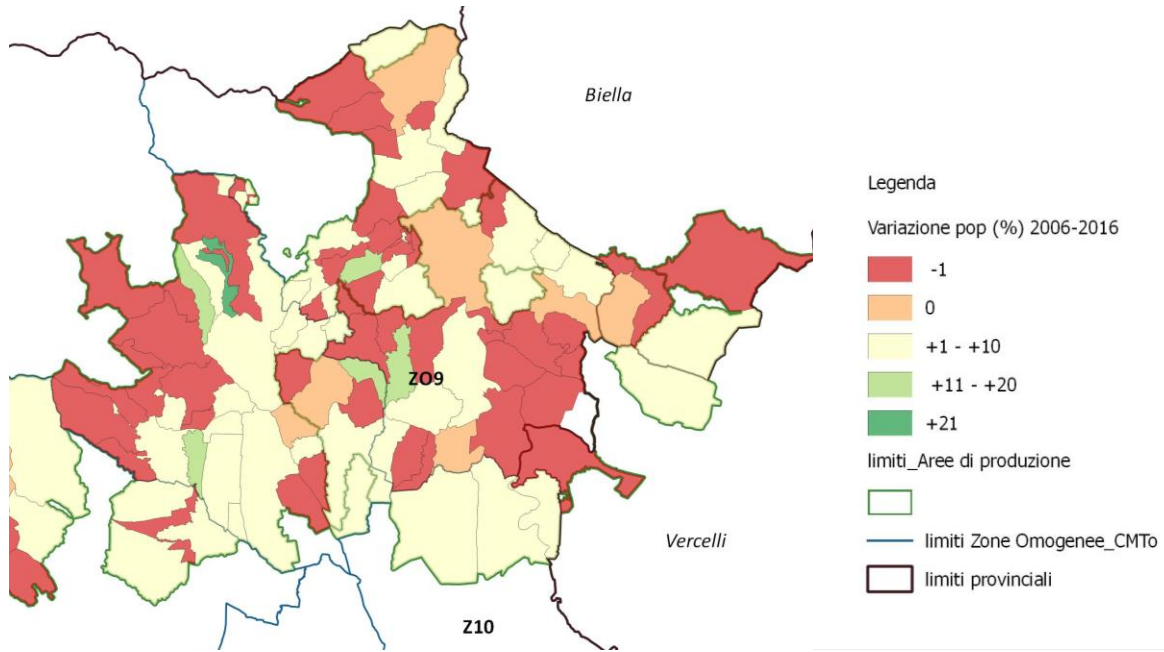 Biella
ZO9
Vercelli
Z10
Legenda
Variazione pop (%) 2006-2016
-1
0
+1 - +10
+11 - +20
+21
limiti_Aree di produzione
limiti Zone Omogenee_CMTo
limiti provinciali